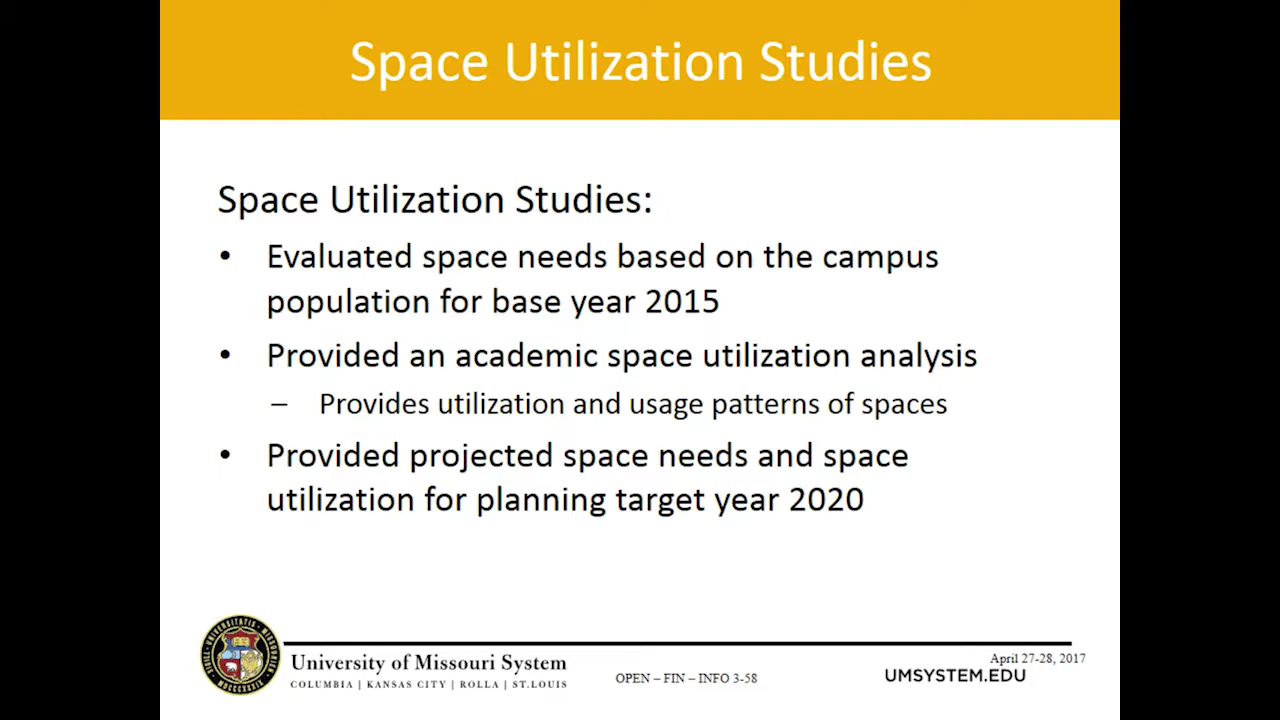 Space Utilization Studies
Space Utilization Studies:
• Evaluated space needs based on the campus
population for base year 2015
• Provided an academic space utilization analysis
– Provides utilization and usage patterns of spaces
• Provided projected space needs and space
utilization for planning target year 2020
University of Missouri System
COLUMBIA | KANSAS CITY | ROLLA | ST.LOUIS
OPEN – FIN – INFO 3-58
April 27-28, 2017
UMSYSTEM.EDU